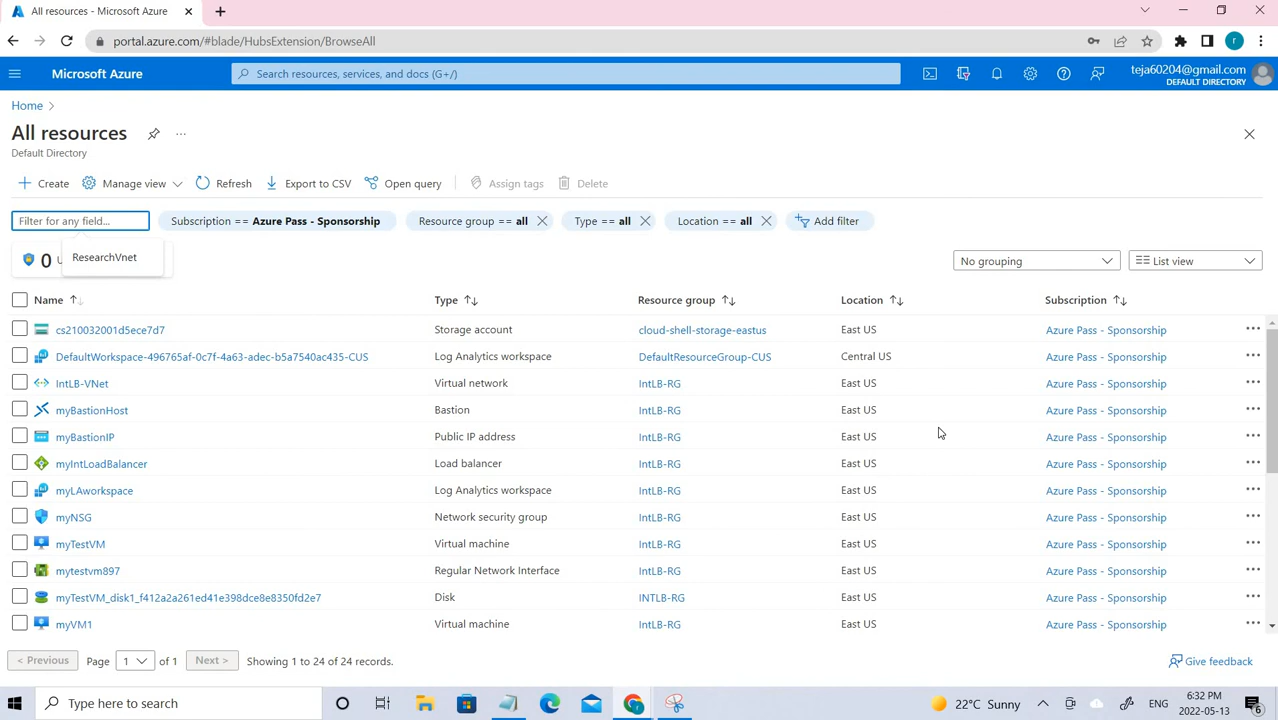 All resources - Microsoft Azure
portal.azure.com/#blade/HubsExtension/BrowseAll
Microsoft Azure
Search resources, services, and docs (G+/)
teja60204@gmail.com
DEFAULT DIRECTORY
Home
All resources
Default Directory
Create
Manage view
Refresh
Export to CSV
Open query
Assign tags
Delete
Filter for any field...
Subscription == Azure Pass - Sponsorship
Resource group == all
Type == all
Location == all
Add filter
ResearchVnet
0
No grouping
List view
Name Type Resource group Location Subscription
cs210032001d5ece7d7 Storage account cloud-shell-storage-eastus East US Azure Pass - Sponsorship
DefaultWorkspace-496765af-0c7f-4a63-adec-b5a7540ac435-CUS Log Analytics workspace DefaultResourceGroup-CUS Central US Azure Pass - Sponsorship
IntLB-VNet Virtual network IntLB-RG East US Azure Pass - Sponsorship
myBastionHost Bastion IntLB-RG East US Azure Pass - Sponsorship
myBastionIP Public IP address IntLB-RG East US Azure Pass - Sponsorship
myIntLoadBalancer Load balancer IntLB-RG East US Azure Pass - Sponsorship
myLAworkspace Log Analytics workspace IntLB-RG East US Azure Pass - Sponsorship
myNSG Network security group IntLB-RG East US Azure Pass - Sponsorship
myTestVM Virtual machine IntLB-RG East US Azure Pass - Sponsorship
mytestvm897 Regular Network Interface IntLB-RG East US Azure Pass - Sponsorship
myTestVM_disk1_f412a2a261ed41e398dce8e8350fd2e7 Disk INTLB-RG East US Azure Pass - Sponsorship
myVM1 Virtual machine IntLB-RG East US Azure Pass - Sponsorship
< Previous
Page 1 of 1
Next >
Showing 1 to 24 of 24 records.
Give feedback
Type here to search
22°C Sunny
ENG
6:32 PM
2022-05-13
6